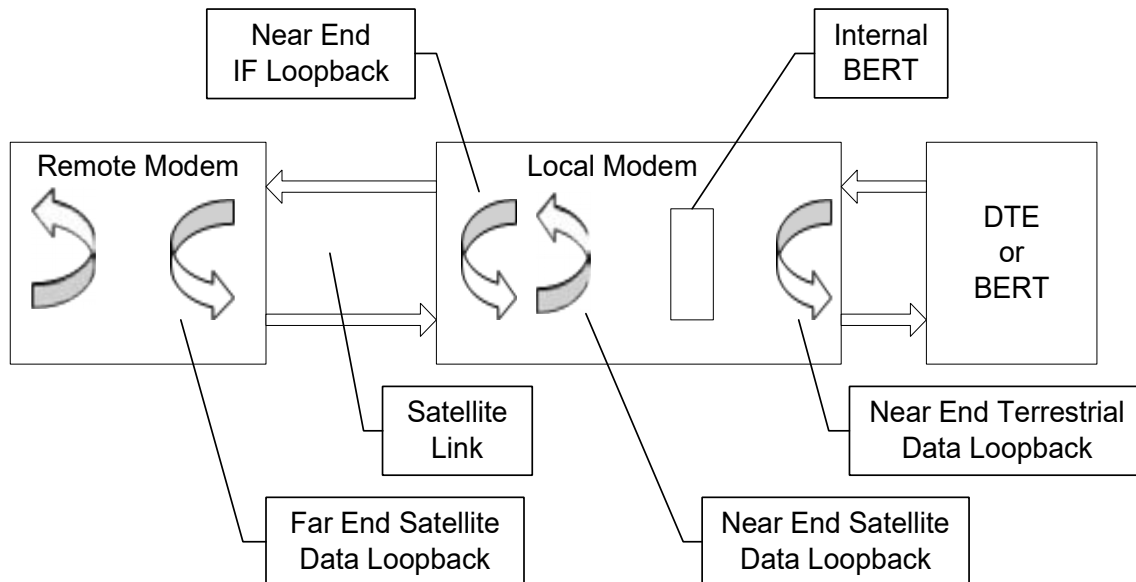 Near End
IF Loopback
Internal
BERT
Remote Modem
Local Modem
DTE
or
BERT
Satellite
Link
Near End Terrestrial
Data Loopback
Far End Satellite
Data Loopback
Near End Satellite
Data Loopback